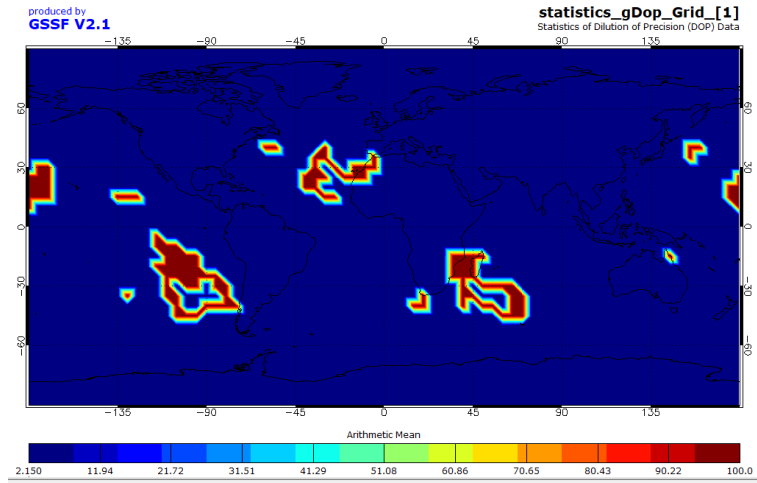 produced by
GSSF V2.1
statistics_gDop_Grid_[1]
Statistics of Dilution of Precision (DOP) Data
-135 -90 -45 0 45 90 135
60 60
30 30
0 0
-30 -30
-60 -60
-135 -90 -45 0 45 90 135
Arithmetic Mean
2.150 11.94 21.72 31.51 41.29 51.08 60.86 70.65 80.43 90.22 100.0